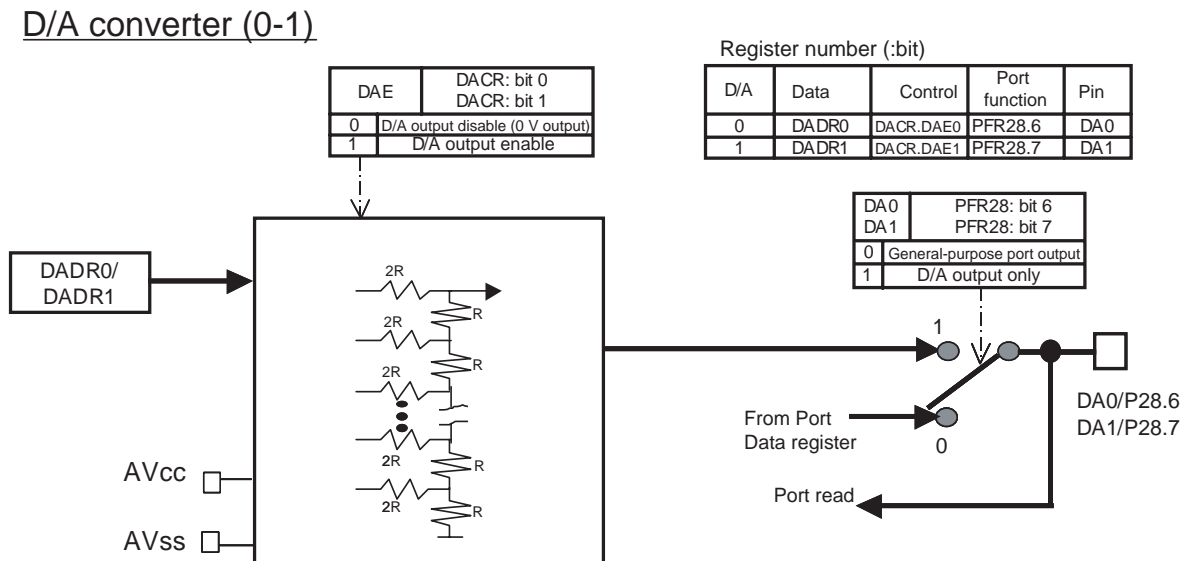 D/A converter (0-1)
Register number (:bit)
DAE DACR: bit 0
DACR: bit 1
0 D/A output disable (0 V output)
1 D/A output enable
D/A Data Control Port function Pin
0 DADR0 DACR.DAE0 PFR28.6 DA0
1 DADR1 DACR.DAE1 PFR28.7 DA1
DA0 PFR28: bit 6
DA1 PFR28: bit 7
0 General-purpose port output
1 D/A output only
DADR0/
DADR1
2R
R
2R
R
2R
2R
R
2R
R
AVcc
AVss
1
From Port
Data register
0
Port read
DA0/P28.6
DA1/P28.7